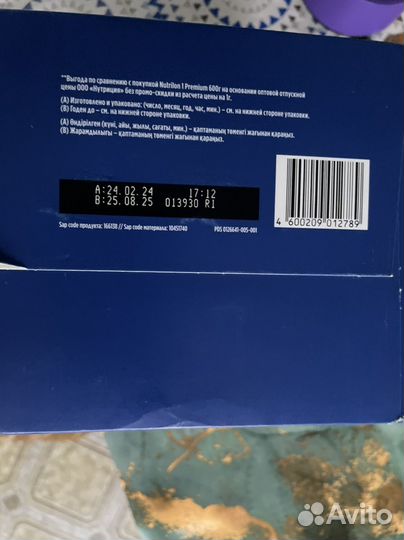 **Выгода по сравнению с покупкой Nutrilon 1 Premium 600г на основании оптовой отпускной
цены ООО «Нутриция» без промо-скидки из расчета цены на 1г.
(A) Изготовлено и упаковано: (число, месяц, год, час, мин.) – см. на нижней стороне упаковки.
(B) Годен до – см. на нижней стороне упаковки.
(A) Өндірілген (күні, айы, жылы, сағаты, мин.) – қаптаманың төменгі жағынан қараңыз.
(B) Жарамдылығы – қаптаманың төменгі жағынан қараңыз.
A:24.02.24 17:12
B:25.08.25 013930 R1
4 600209 012789
Sap code продукта: 166138 // Sap code материала: 10451740 PDS 0126641-005-001
Avito